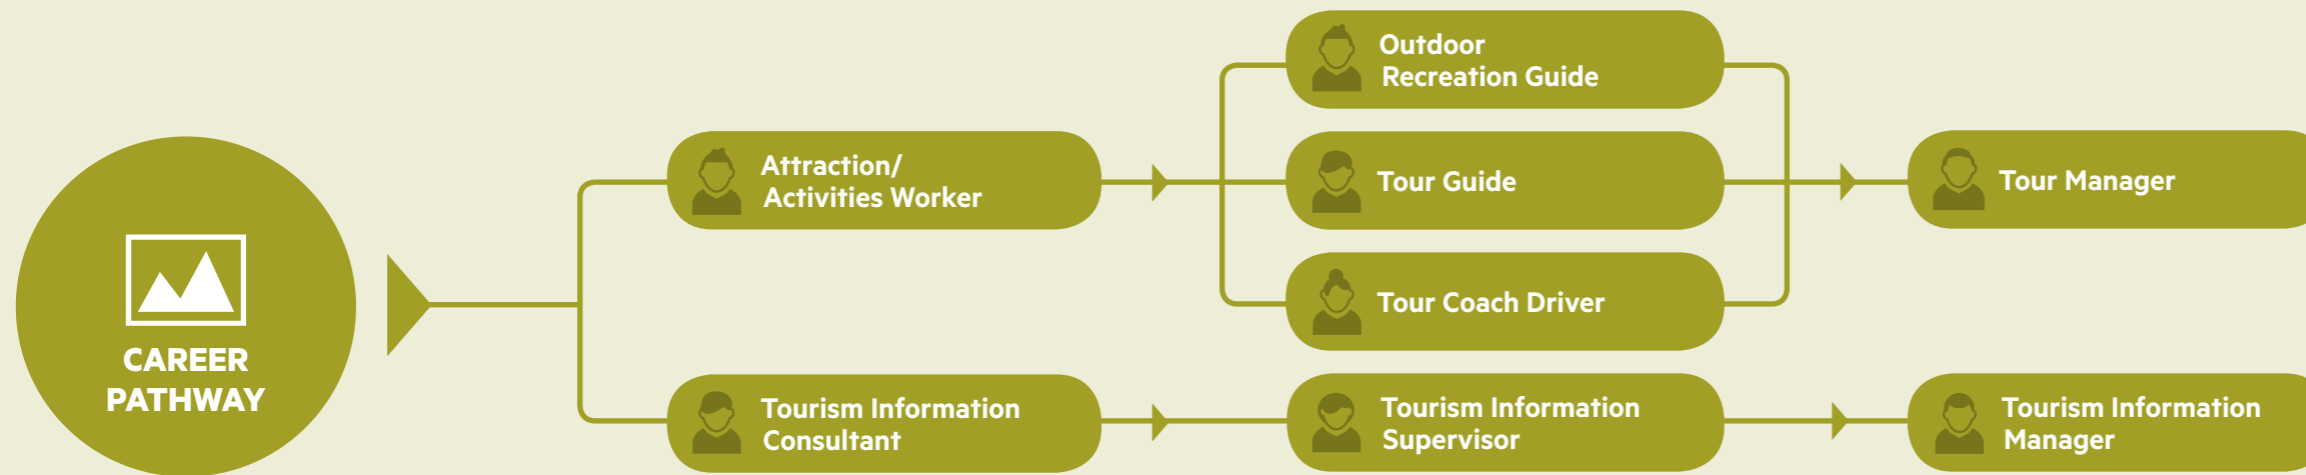 CAREER
PATHWAY
Attraction/
Activities Worker
Outdoor
Recreation Guide
Tour Guide
Tour Coach Driver
Tour Manager
Tourism Information
Consultant
Tourism Information
Supervisor
Tourism Information
Manager